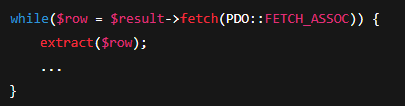 while($row = $result->fetch(PDO::FETCH_ASSOC)) {
    extract($row);
    ...
}